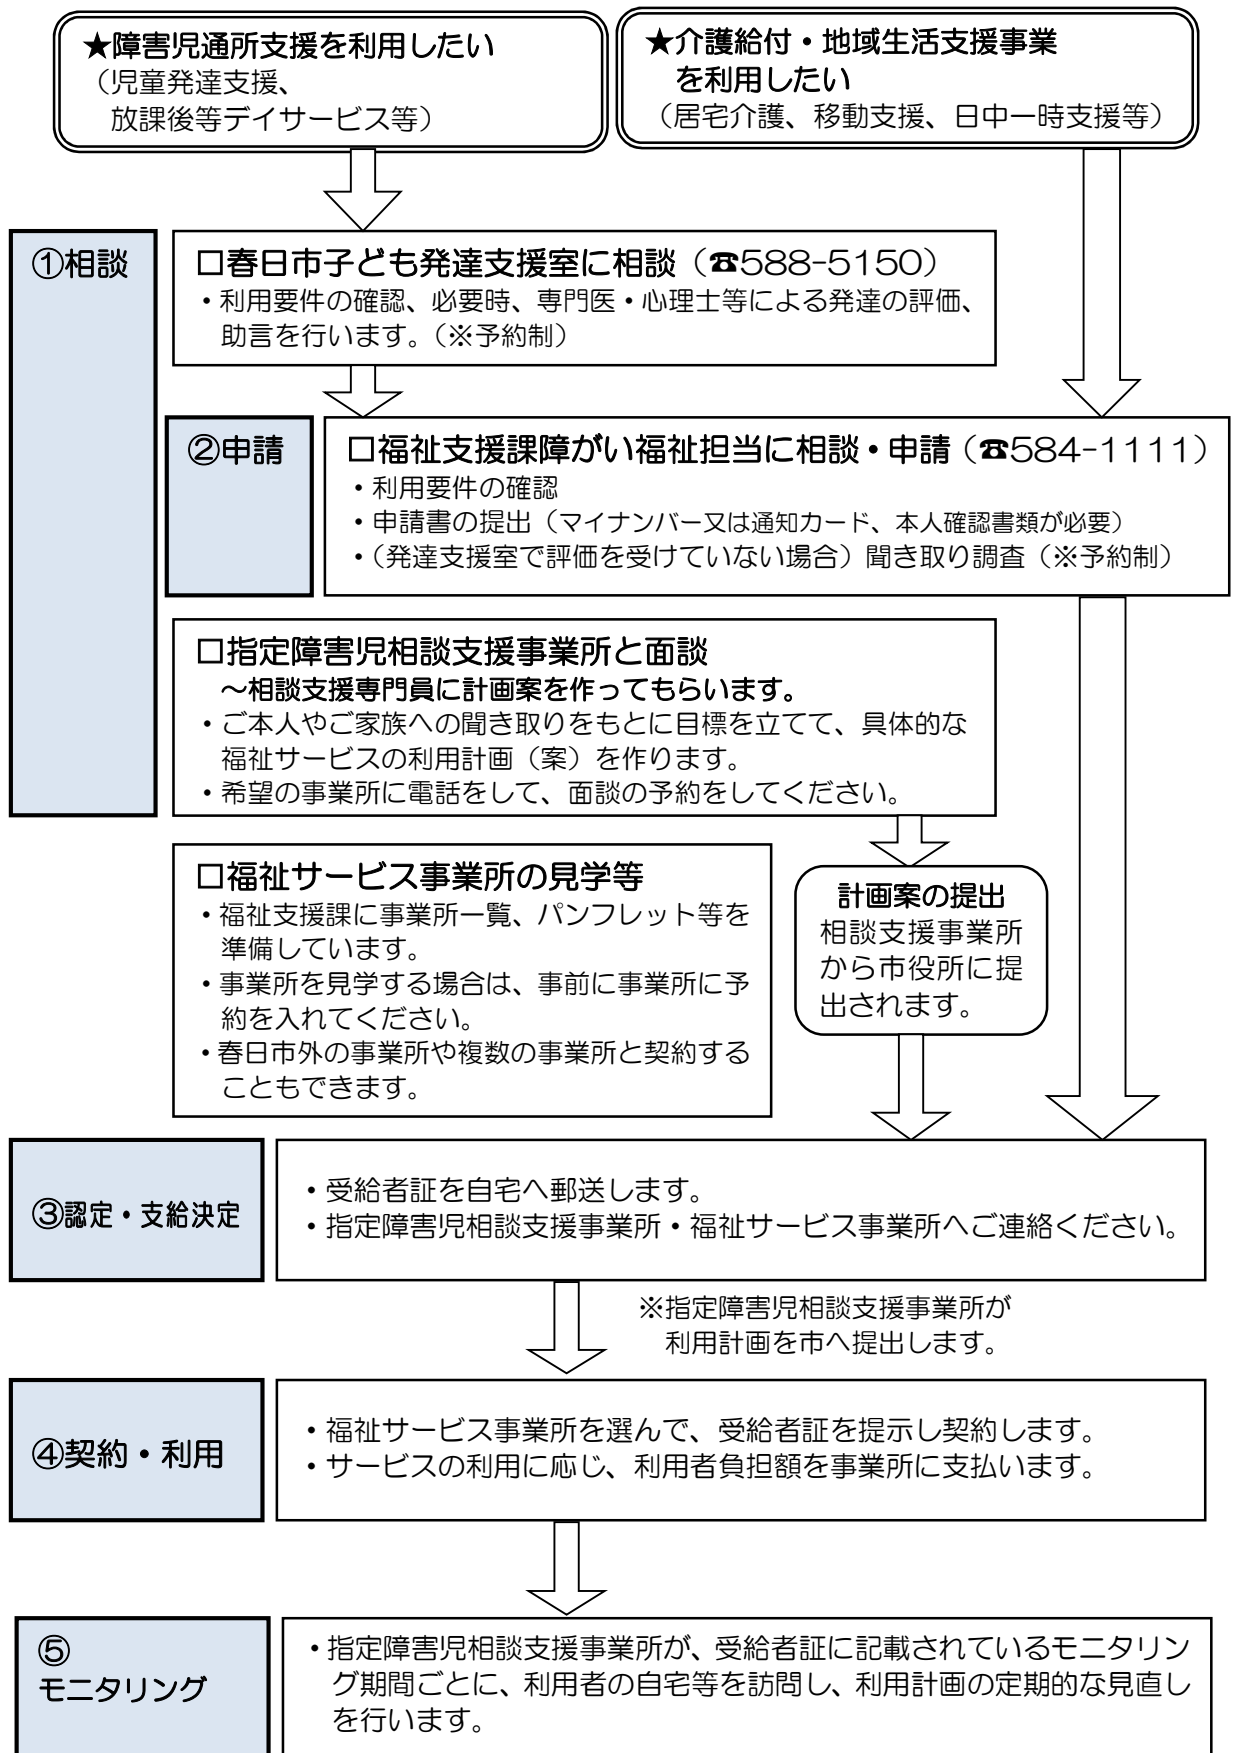 ★障害児通所支援を利用したい
（児童発達支援、
放課後等デイサービス等）
★介護給付・地域生活支援事業
を利用したい
（居宅介護、移動支援、日中一時支援等）
①相談
□春日市子ども発達支援室に相談（☎588-5150）
・利用要件の確認、必要時、専門医・心理士等による発達の評価、
助言を行います。（※予約制）
②申請
□福祉支援課障がい福祉担当に相談・申請（☎584-1111）
・利用要件の確認
・申請書の提出（マイナンバー又は通知カード、本人確認書類が必要）
・（発達支援室で評価を受けていない場合）聞き取り調査（※予約制）
□指定障害児相談支援事業所と面談
～相談支援専門員に計画案を作ってもらいます。
・ご本人やご家族への聞き取りをもとに目標を立てて、具体的な
福祉サービスの利用計画（案）を作ります。
・希望の事業所に電話をして、面談の予約をしてください。
□福祉サービス事業所の見学等
・福祉支援課に事業所一覧、パンフレット等を
準備しています。
・事業所を見学する場合は、事前に事業所に予
約を入れてください。
・春日市外の事業所や複数の事業所と契約する
こともできます。
計画案の提出
相談支援事業所
から市役所に提
出されます。
③認定・支給決定
・受給者証を自宅へ郵送します。
・指定障害児相談支援事業所・福祉サービス事業所へご連絡ください。
※指定障害児相談支援事業所が
利用計画を市へ提出します。
④契約・利用
・福祉サービス事業所を選んで、受給者証を提示し契約します。
・サービスの利用に応じ、利用者負担額を事業所に支払います。
⑤
モニタリング
・指定障害児相談支援事業所が、受給者証に記載されているモニタリン
グ期間ごとに、利用者の自宅等を訪問し、利用計画の定期的な見直し
を行います。